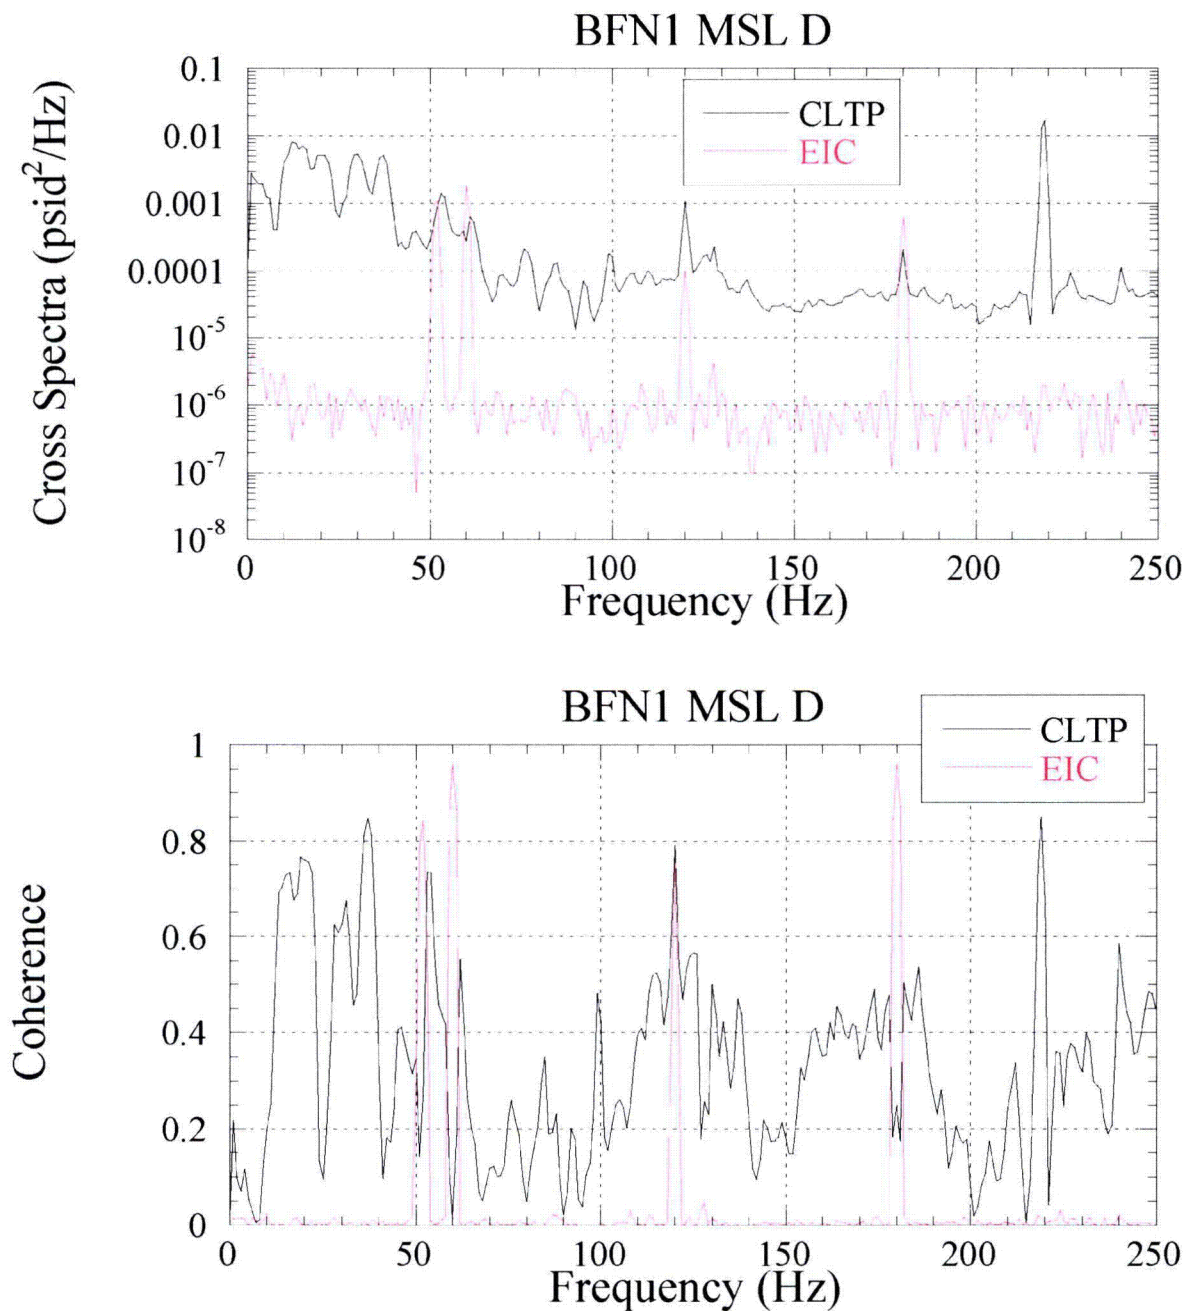 BFN1 MSL D
Cross Spectra (psid²/Hz)
0.1
0.01
0.001
0.0001
10⁻⁵
10⁻⁶
10⁻⁷
10⁻⁸
CLTP
EIC
0 50 100 150 200 250
Frequency (Hz)
BFN1 MSL D
Coherence
1
0.8
0.6
0.4
0.2
0
CLTP
EIC
0 50 100 150 200 250
Frequency (Hz)